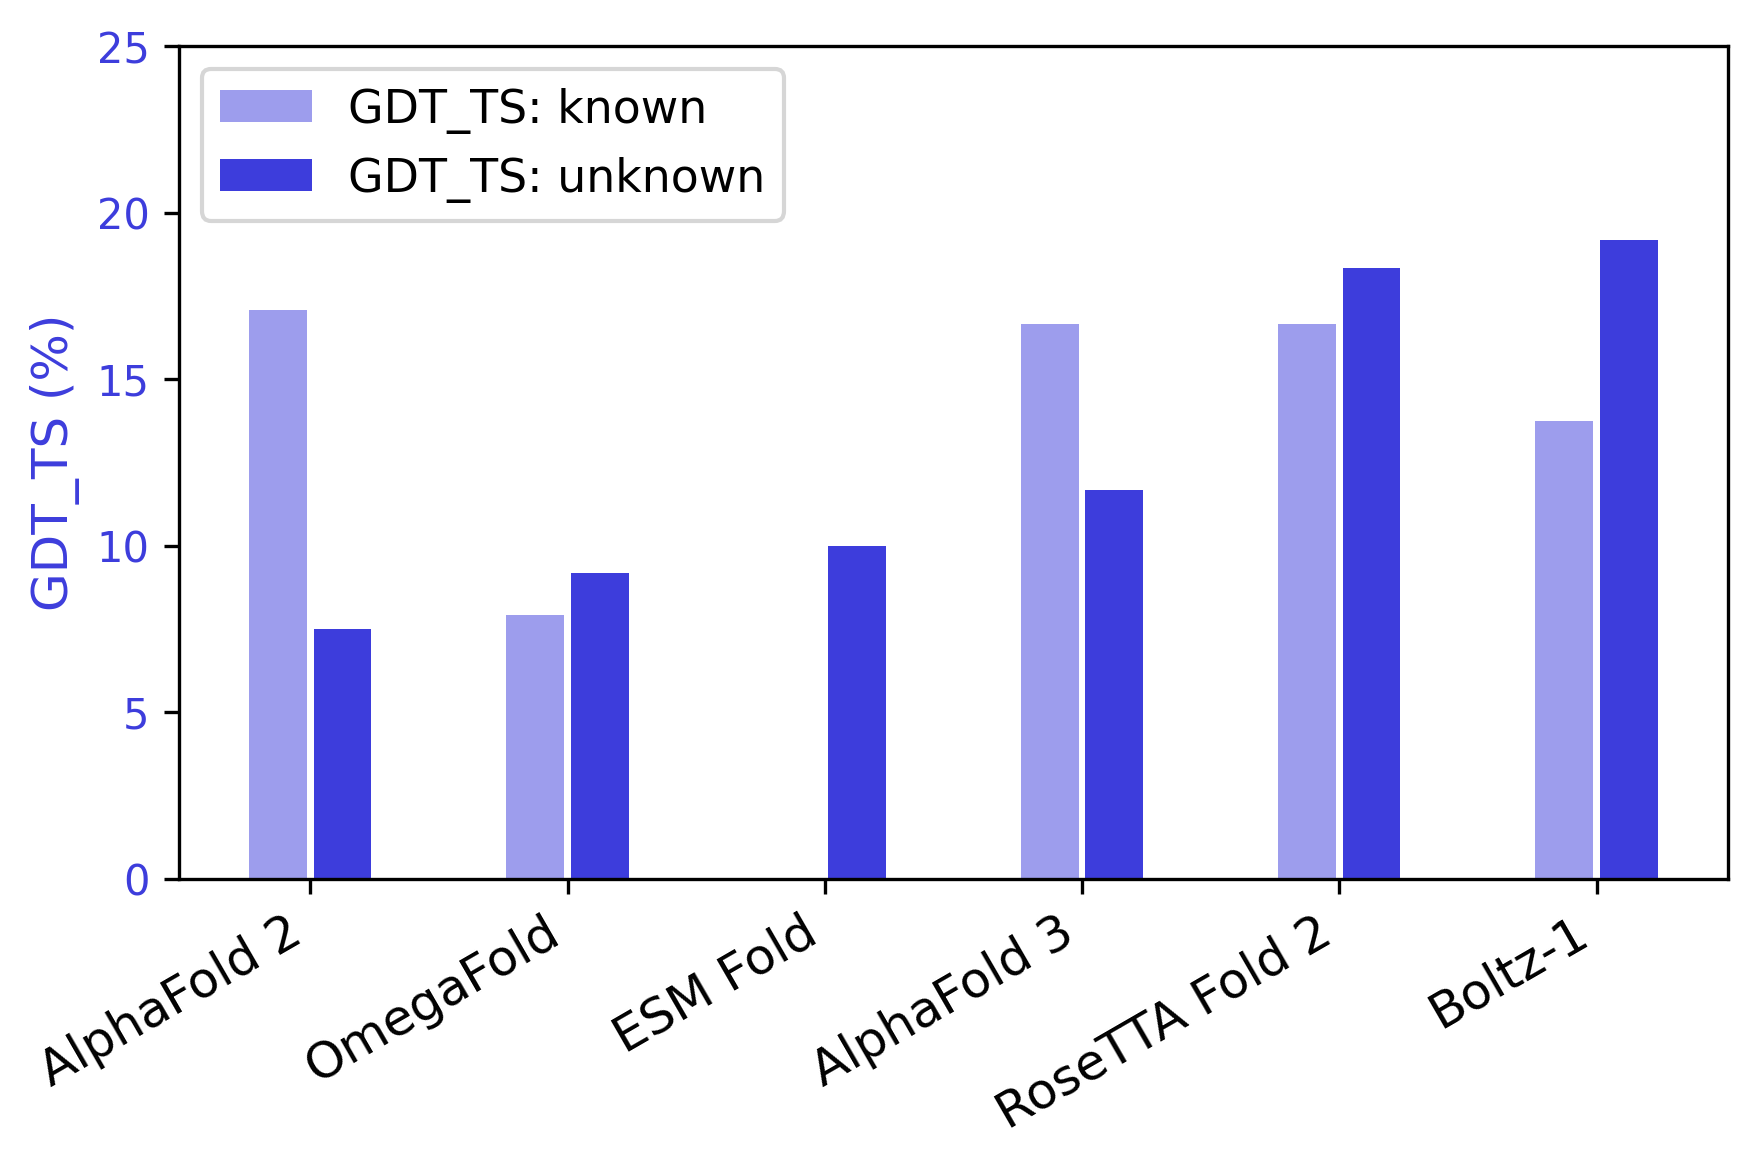 25
20
15
10
5
0
GDT_TS (%)
GDT_TS: known
GDT_TS: unknown
AlphaFold 2
OmegaFold
ESM Fold
AlphaFold 3
RoseTTA Fold 2
Boltz-1